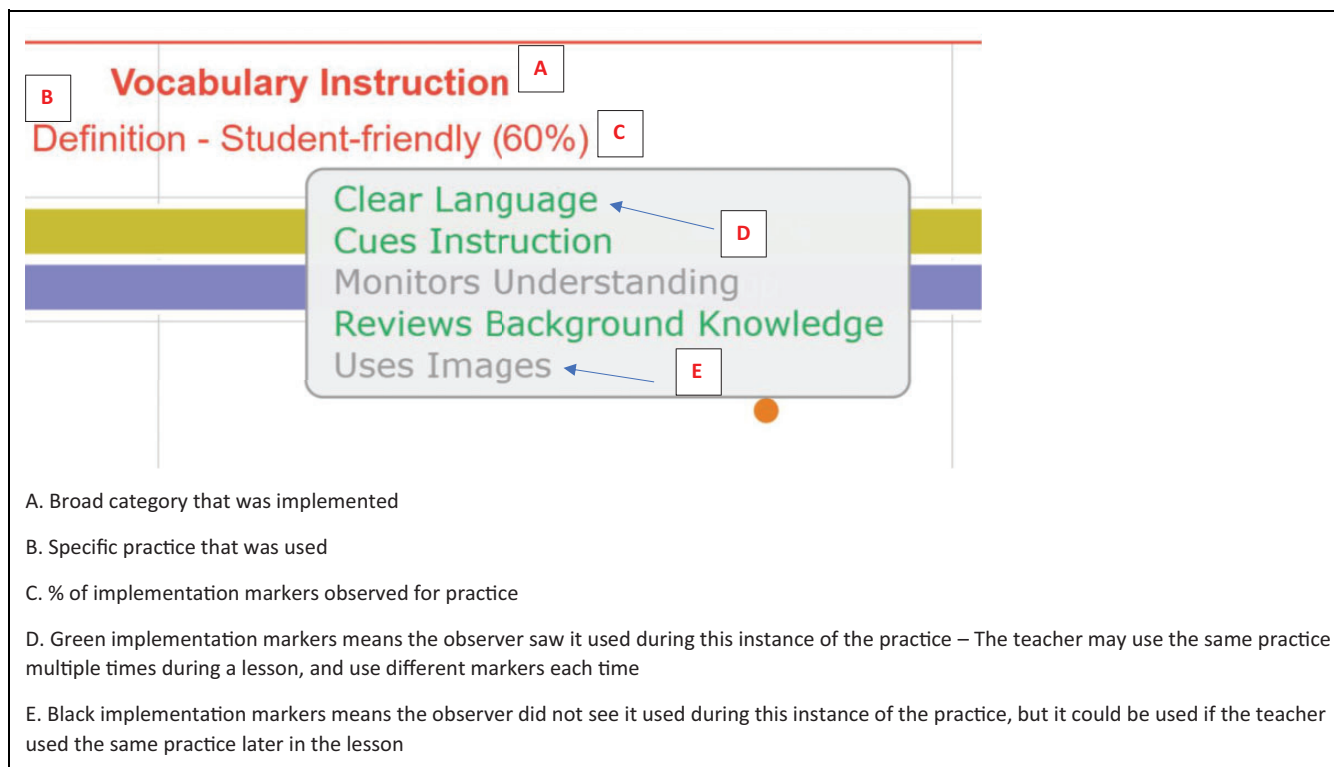 Vocabulary Instruction
A
B
Definition - Student-friendly (60%)
C
Clear Language
D
Cues Instruction
Monitors Understanding
Reviews Background Knowledge
Uses Images
E
A. Broad category that was implemented
B. Specific practice that was used
C. % of implementation markers observed for practice
D. Green implementation markers means the observer saw it used during this instance of the practice – The teacher may use the same practice
multiple times during a lesson, and use different markers each time
E. Black implementation markers means the observer did not see it used during this instance of the practice, but it could be used if the teacher
used the same practice later in the lesson